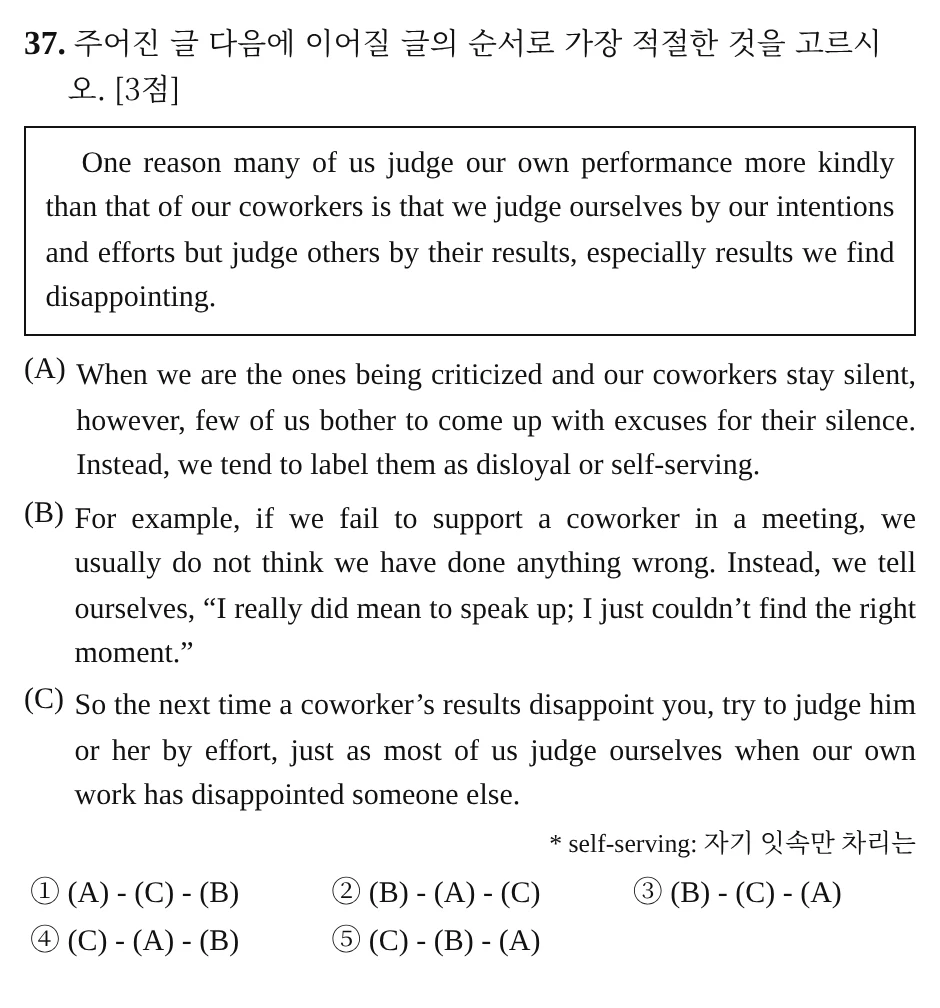 37. 주어진 글 다음에 이어질 글의 순서로 가장 적절한 것을 고르시
오. [3점]
One reason many of us judge our own performance more kindly
than that of our coworkers is that we judge ourselves by our intentions
and efforts but judge others by their results, especially results we find
disappointing.
(A) When we are the ones being criticized and our coworkers stay silent,
however, few of us bother to come up with excuses for their silence.
Instead, we tend to label them as disloyal or self-serving.
(B) For example, if we fail to support a coworker in a meeting, we
usually do not think we have done anything wrong. Instead, we tell
ourselves, “I really did mean to speak up; I just couldn’t find the right
moment.”
(C) So the next time a coworker’s results disappoint you, try to judge him
or her by effort, just as most of us judge ourselves when our own
work has disappointed someone else.
* self-serving: 자기 잇속만 차리는
① (A) - (C) - (B) ② (B) - (A) - (C) ③ (B) - (C) - (A)
④ (C) - (A) - (B) ⑤ (C) - (B) - (A)